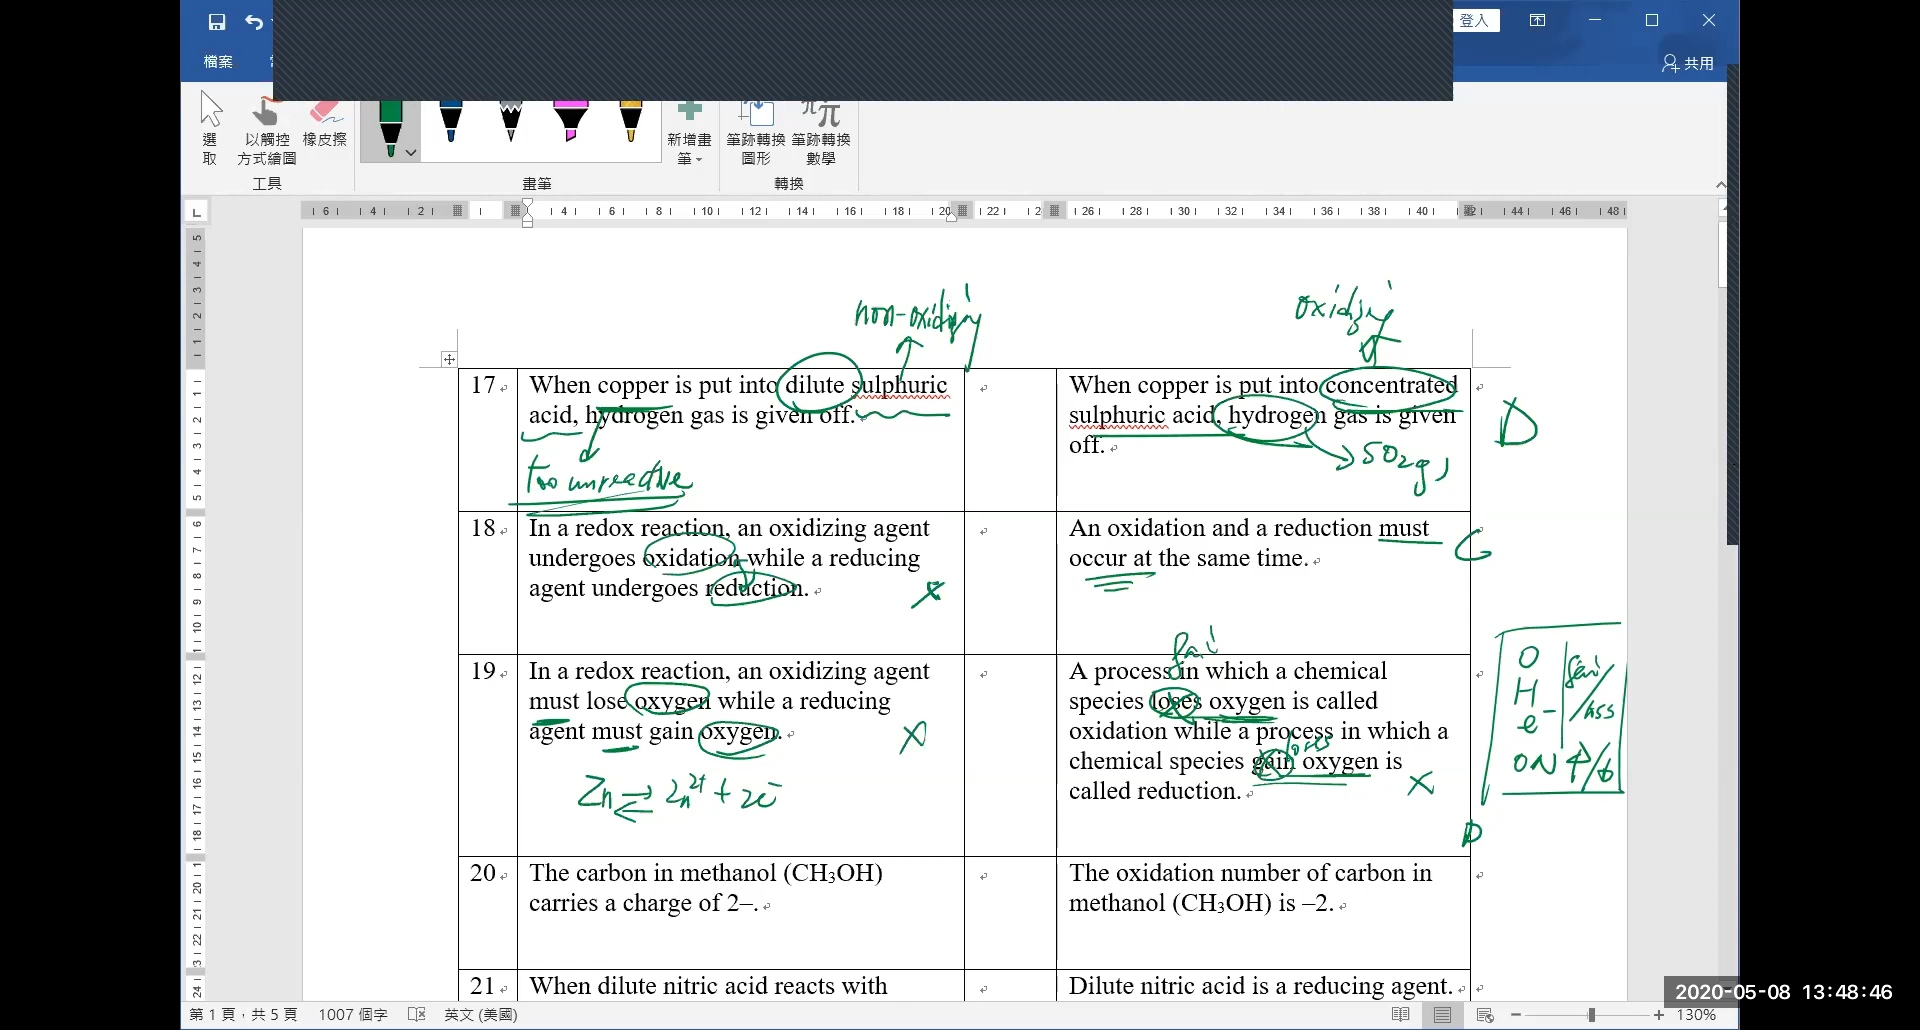 登入
檔案
共用
選取
以觸控方式繪圖
橡皮擦
新增畫筆
筆跡轉換圖形
筆跡轉換數學
工具
畫筆
轉換
non-oxidizing
oxidizing
17
When copper is put into dilute sulphuric
acid, hydrogen gas is given off.
too unreactive
When copper is put into concentrated
sulphuric acid, hydrogen gas is given
off.
SO2(g)
D
18
In a redox reaction, an oxidizing agent
undergoes oxidation while a reducing
agent undergoes reduction.
X
An oxidation and a reduction must
occur at the same time.
C
19
In a redox reaction, an oxidizing agent
must lose oxygen while a reducing
agent must gain oxygen.
X
Zn ⇌ Zn2+ + 2e-
gain
A process in which a chemical
species loses oxygen is called
oxidation while a process in which a
loses
chemical species gain oxygen is
called reduction.
X
D
O
H
e-
gain/loss
ON ↑/↓
20
The carbon in methanol (CH3OH)
carries a charge of 2–.
The oxidation number of carbon in
methanol (CH3OH) is –2.
21
When dilute nitric acid reacts with
Dilute nitric acid is a reducing agent.
2020-05-08 13:48:46
第 1 頁，共 5 頁 1007 個字 英文 (美國)
130%